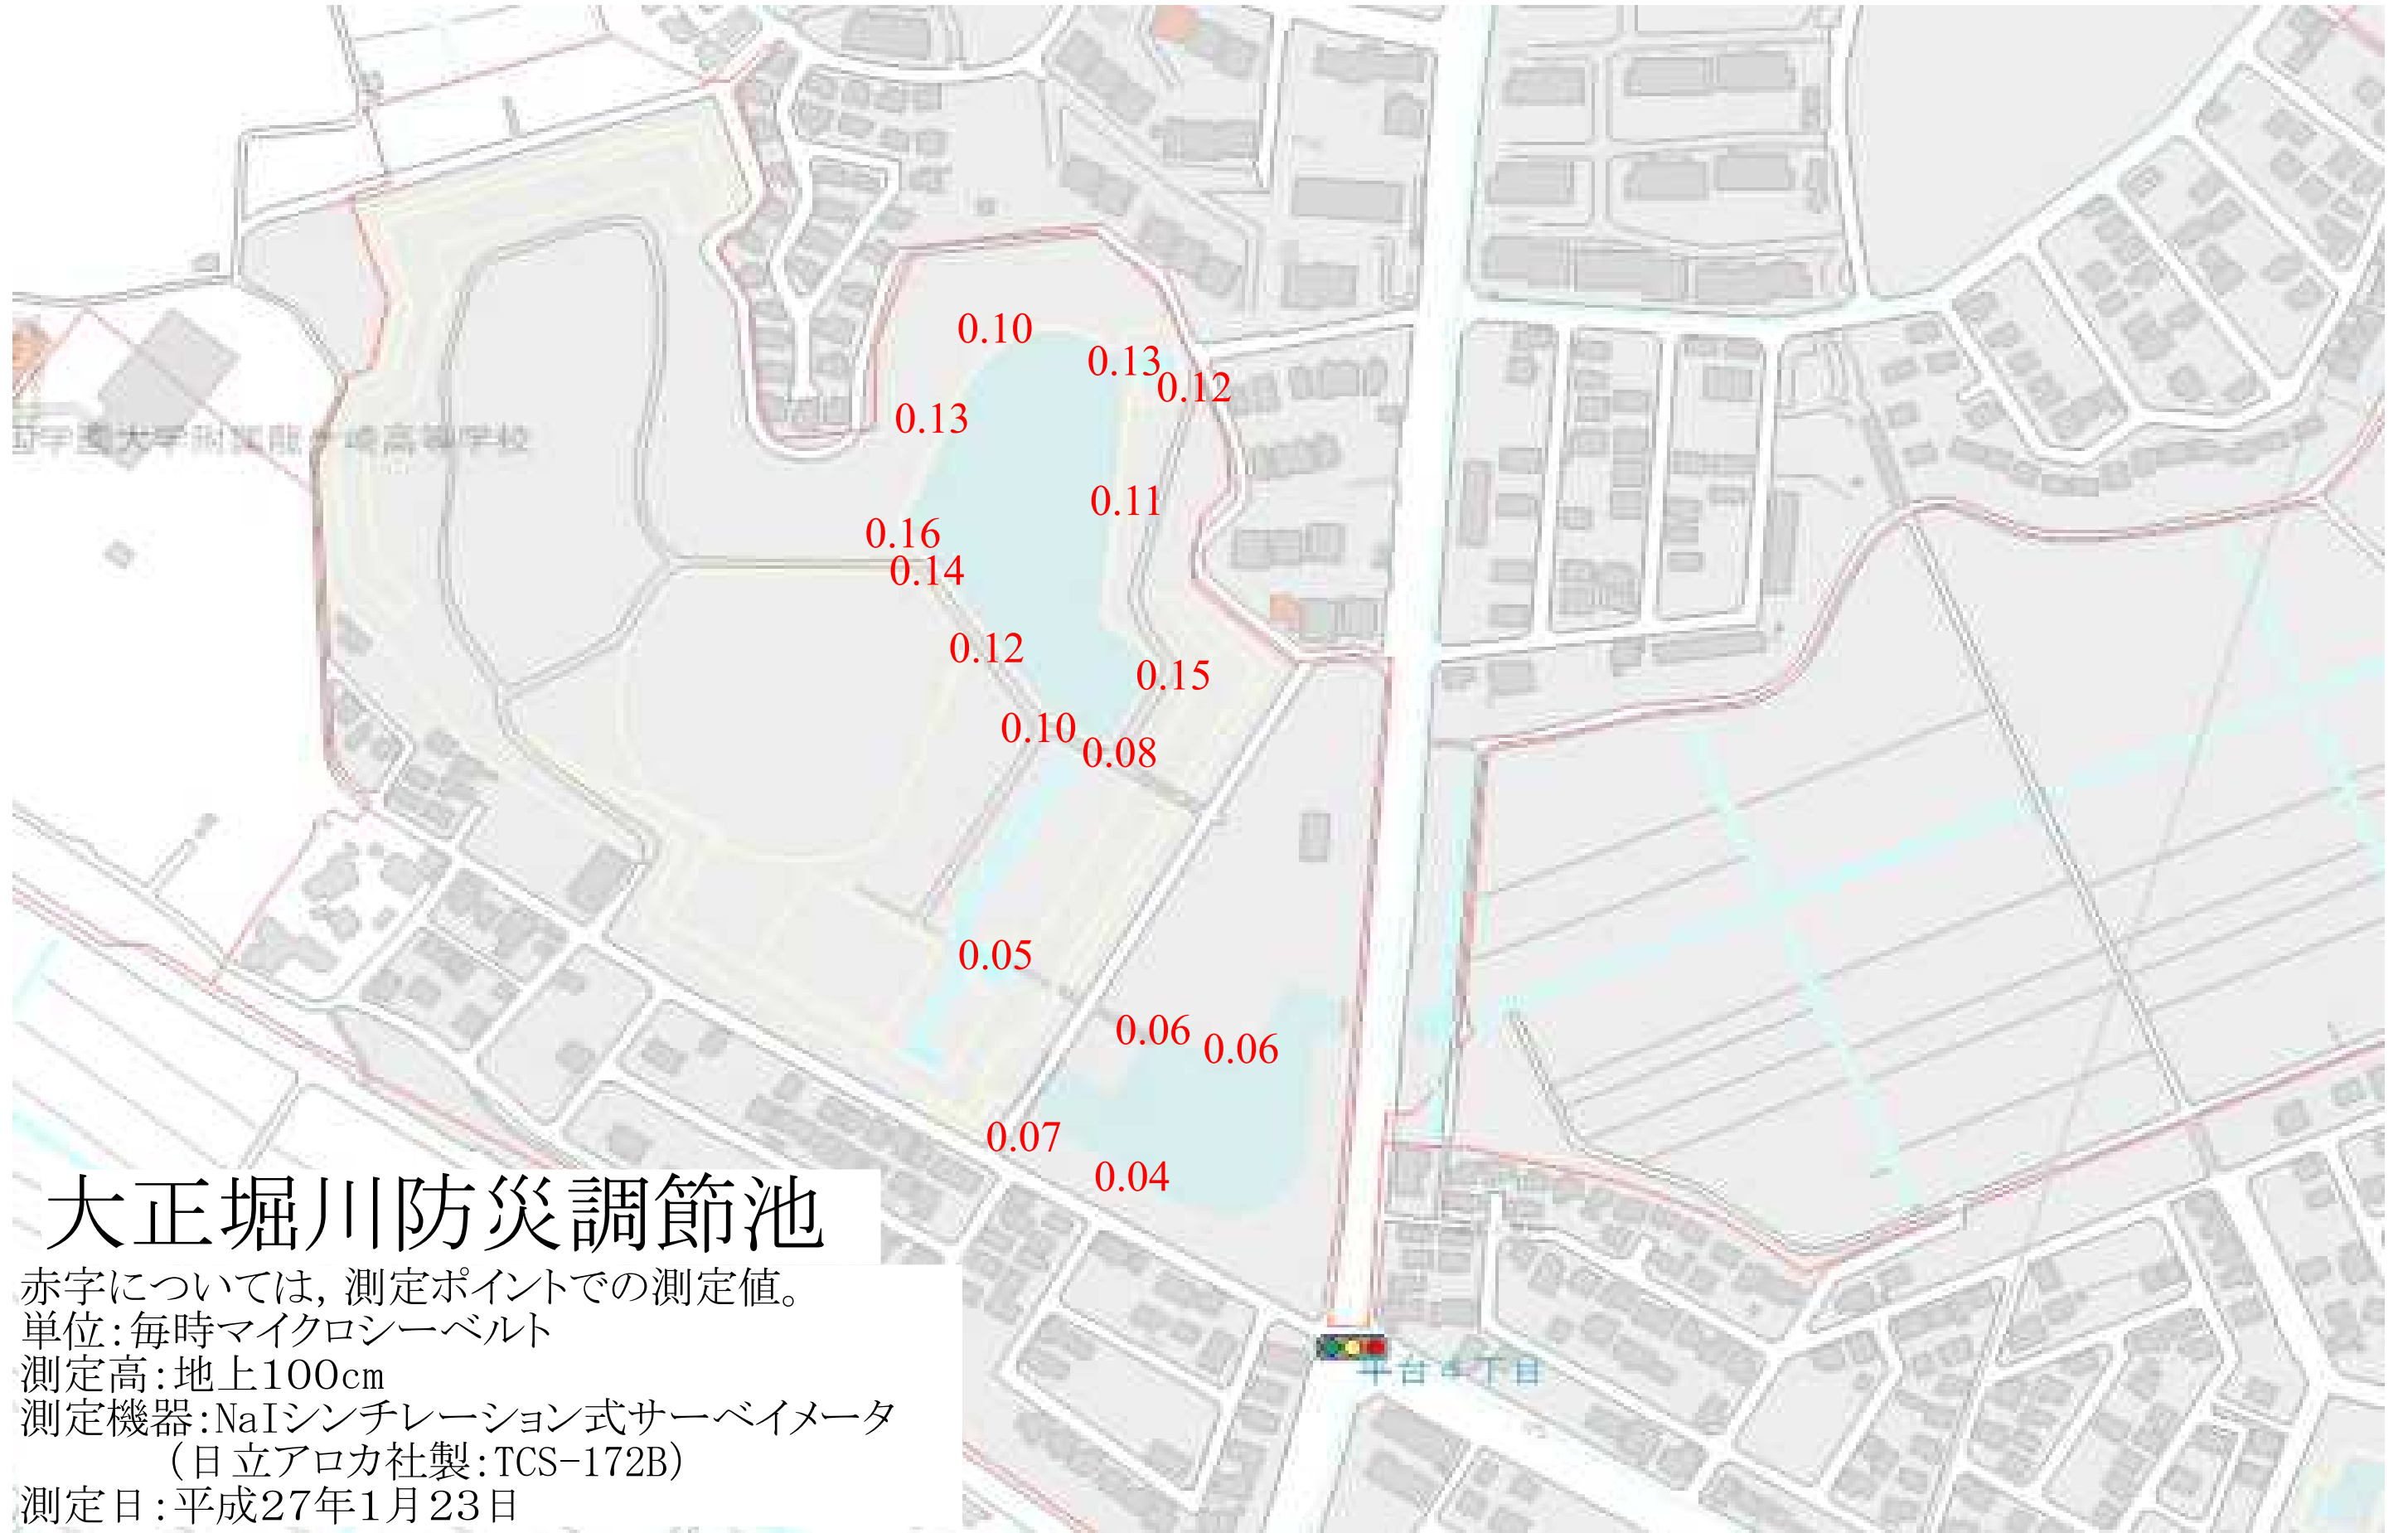 0.10
0.13
0.12
0.13
0.11
0.16
0.14
0.12
0.15
0.10
0.08
0.05
0.06
0.06
0.07
0.04
大正堀川防災調節池
赤字については，測定ポイントでの測定値。
単位：毎時マイクロシーベルト
測定高：地上100cm
測定機器：NaIシンチレーション式サーベイメータ
（日立アロカ社製：TCS-172B）
測定日：平成27年1月23日